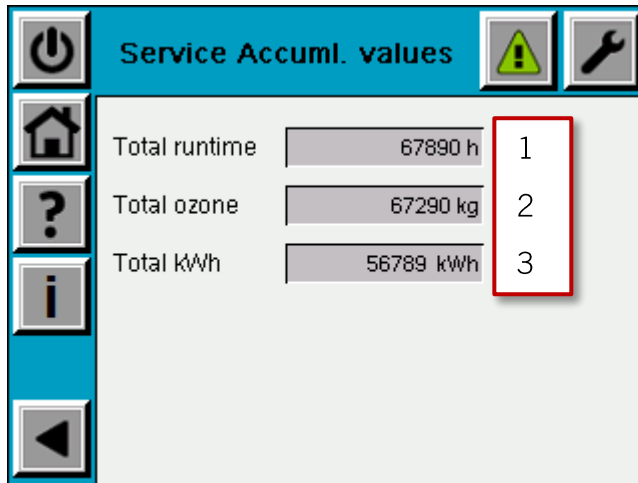 Service Accuml. values
Total runtime 67890 h 1
Total ozone 67290 kg 2
Total kWh 56789 kWh 3
?
i